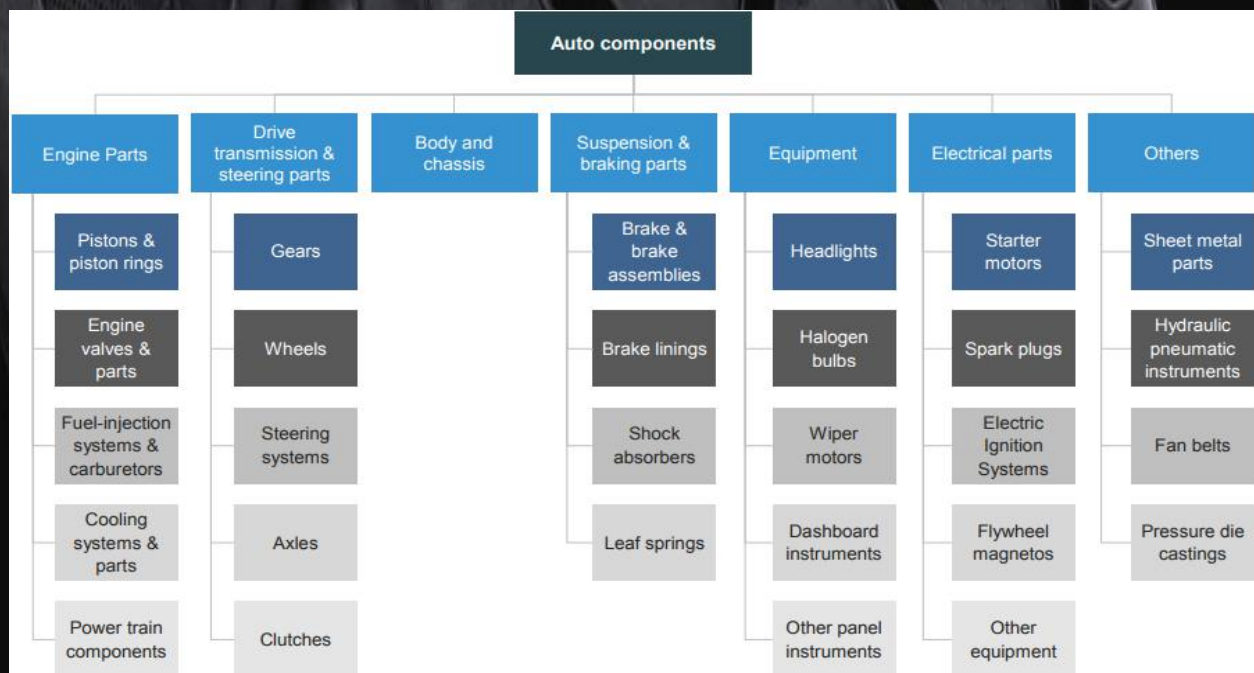 Auto components
Engine Parts
Drive
transmission &
steering parts
Body and
chassis
Suspension &
braking parts
Equipment
Electrical parts
Others
Pistons &
piston rings
Gears
Brake &
brake
assemblies
Headlights
Starter
motors
Sheet metal
parts
Engine
valves &
parts
Wheels
Brake linings
Halogen
bulbs
Spark plugs
Hydraulic
pneumatic
instruments
Fuel-injection
systems &
carburetors
Steering
systems
Shock
absorbers
Wiper
motors
Electric
Ignition
Systems
Fan belts
Cooling
systems &
parts
Axles
Leaf springs
Dashboard
instruments
Flywheel
magnetos
Pressure die
castings
Power train
components
Clutches
Other panel
instruments
Other
equipment